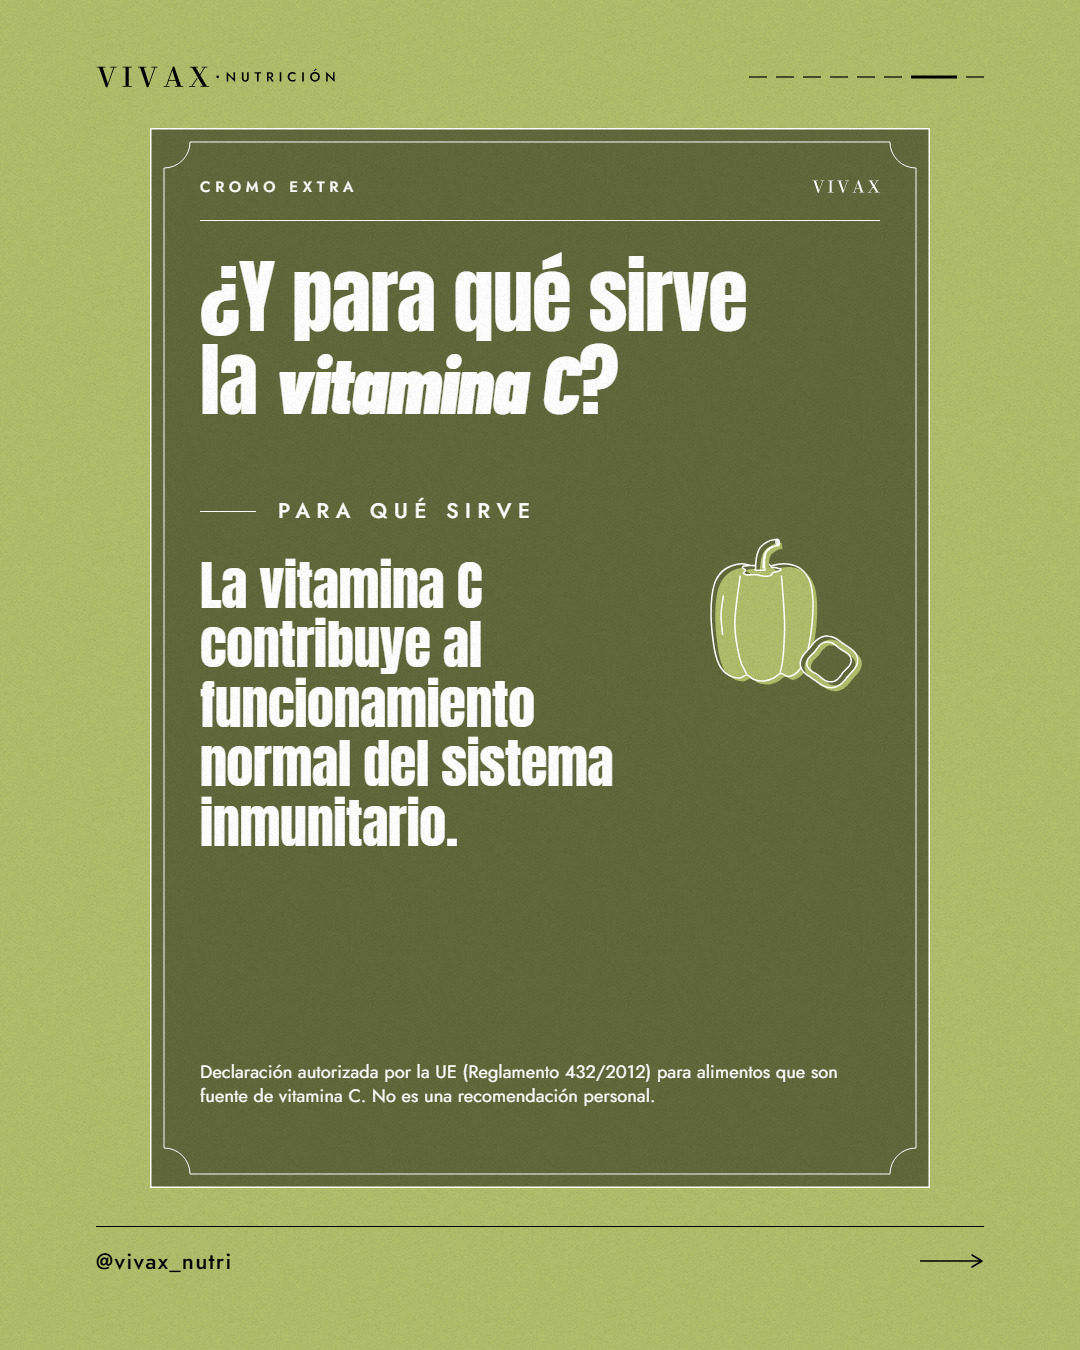 VIVAX·NUTRICIÓN
CROMO EXTRA
VIVAX
¿Y para qué sirve
la vitamina C?
PARA QUÉ SIRVE
La vitamina C
contribuye al
funcionamiento
normal del sistema
inmunitario.
Declaración autorizada por la UE (Reglamento 432/2012) para alimentos que son
fuente de vitamina C. No es una recomendación personal.
@vivax_nutri